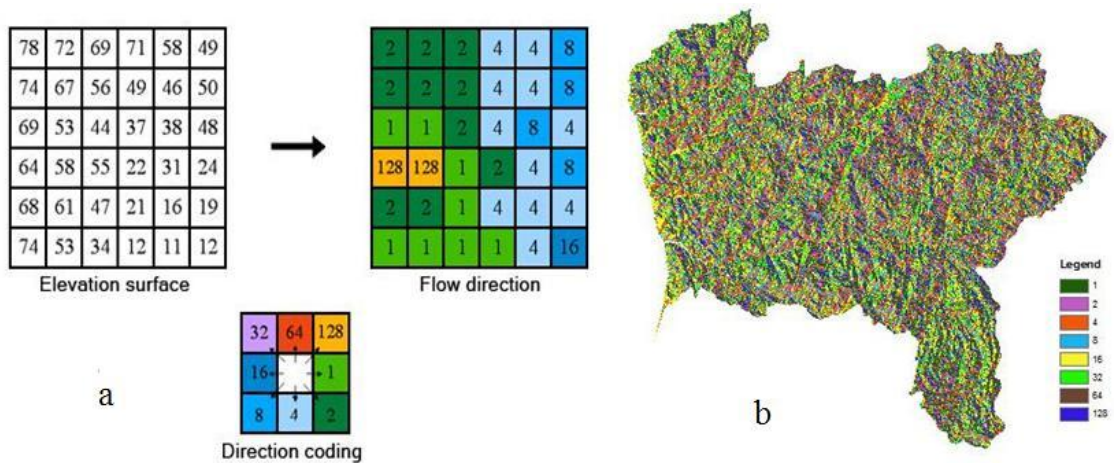 78 72 69 71 58 49
74 67 56 49 46 50
69 53 44 37 38 48
64 58 55 22 31 24
68 61 47 21 16 19
74 53 34 12 11 12
Elevation surface
2 2 2 4 4 8
2 2 2 4 4 8
1 1 2 4 8 4
128 128 1 2 4 8
2 2 1 4 4 4
1 1 1 1 4 16
Flow direction
32 64 128
16 1
8 4 2
Direction coding
a
b
Legend
1
2
4
8
16
32
64
128